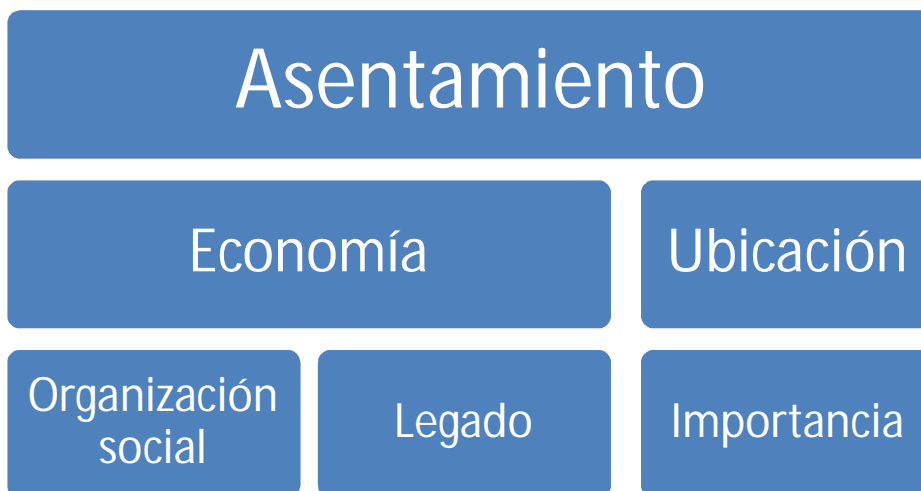 Asentamiento
Economía
Ubicación
Organización
social
Legado
Importancia